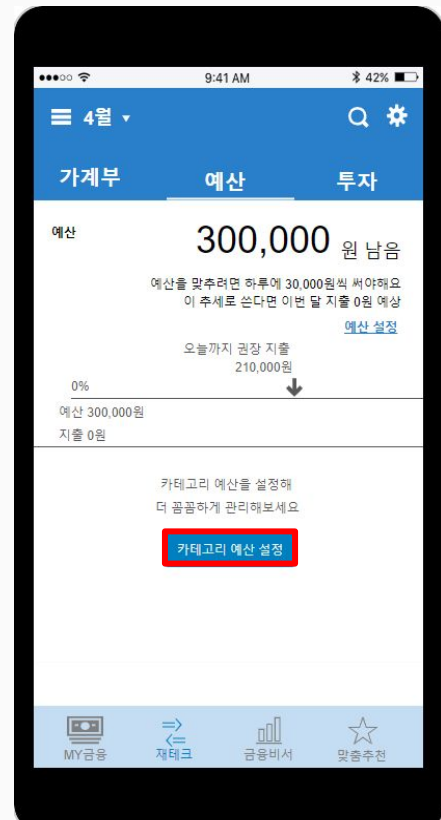 9:41 AM 42%
4월
가계부 예산 투자
예산 300,000 원 남음
예산을 맞추려면 하루에 30,000원씩 써야해요
이 추세로 쓴다면 이번 달 지출 0원 예상
예산 설정
오늘까지 권장 지출
210,000원
0%
예산 300,000원
지출 0원
카테고리 예산을 설정해
더 꼼꼼하게 관리해보세요
카테고리 예산 설정
MY금융 재테크 금융비서 맞춤추천